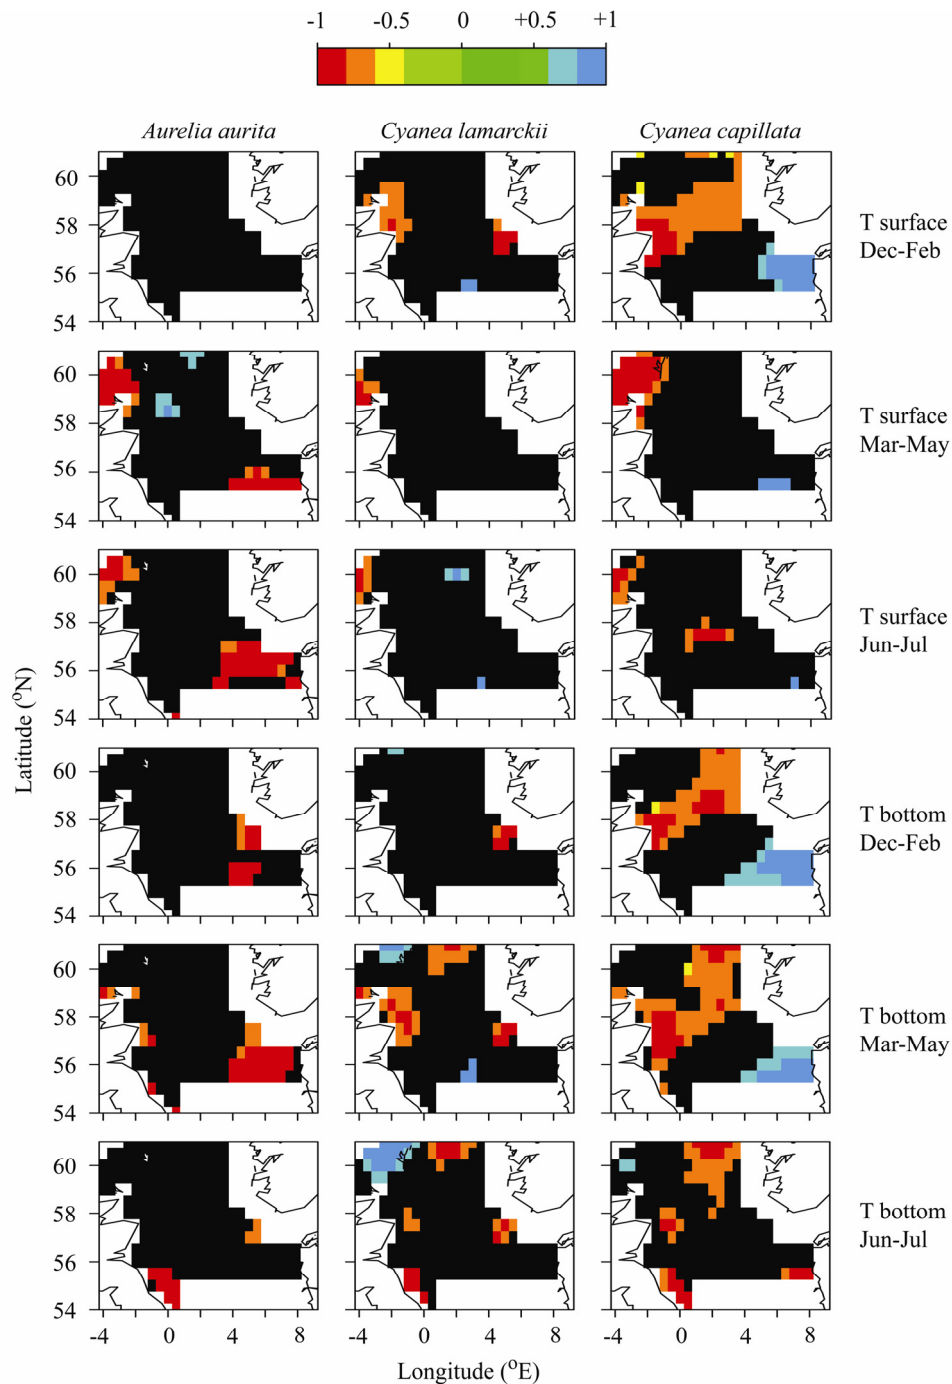 -1 -0.5 0 +0.5 +1
Aurelia aurita Cyanea lamarckii Cyanea capillata
60
58
56
54
T surface
Dec-Feb
60
58
56
54
T surface
Mar-May
60
58
56
54
T surface
Jun-Jul
Latitude (°N)
60
58
56
54
T bottom
Dec-Feb
60
58
56
54
T bottom
Mar-May
60
58
56
54
T bottom
Jun-Jul
-4 0 4 8 -4 0 4 8 -4 0 4 8
Longitude (°E)